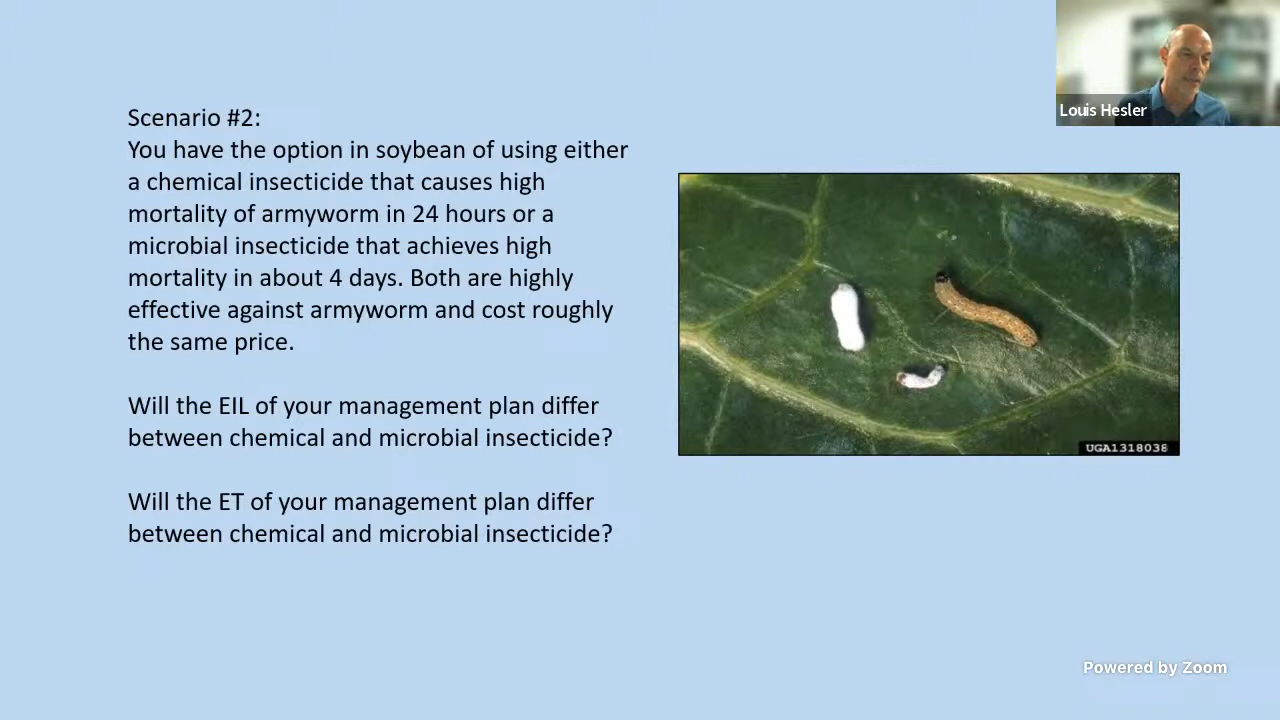 Louis Hesler
Scenario #2:
You have the option in soybean of using either
a chemical insecticide that causes high
mortality of armyworm in 24 hours or a
microbial insecticide that achieves high
mortality in about 4 days. Both are highly
effective against armyworm and cost roughly
the same price.
Will the EIL of your management plan differ
between chemical and microbial insecticide?
Will the ET of your management plan differ
between chemical and microbial insecticide?
UGA1318038
Powered by Zoom